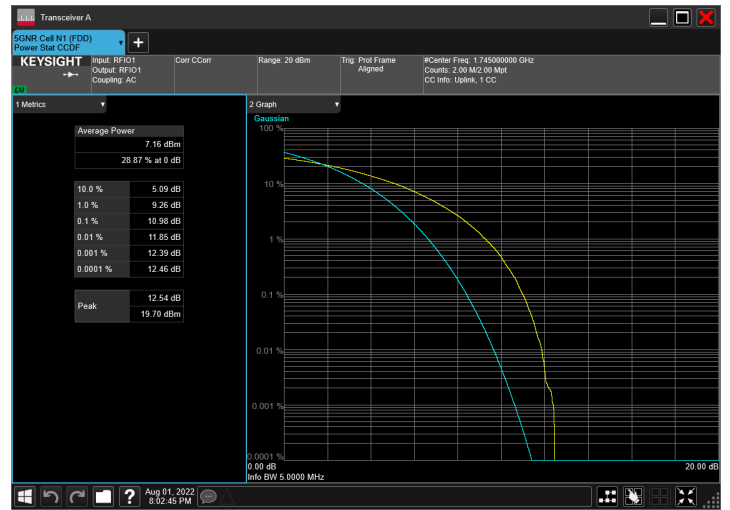 Transceiver A
5GNR Cell N1 (FDD)
Power Stat CCDF
KEYSIGHT
LXI
Input: RFIO1
Output: RFIO1
Coupling: AC
Corr CCorr
Range: 20 dBm
Trig: Prot Frame
Aligned
#Center Freq: 1.745000000 GHz
Counts: 2.00 M/2.00 Mpt
CC Info: Uplink, 1 CC
1 Metrics
Average Power
7.16 dBm
28.87 % at 0 dB
10.0 % 5.09 dB
1.0 % 9.26 dB
0.1 % 10.98 dB
0.01 % 11.85 dB
0.001 % 12.39 dB
0.0001 % 12.46 dB
Peak
12.54 dB
19.70 dBm
2 Graph
Gaussian
100 %
10 %
1 %
0.1 %
0.01 %
0.001 %
0.0001 %
0.00 dB
20.00 dB
Info BW 5.0000 MHz
?
Aug 01, 2022
8:02:45 PM